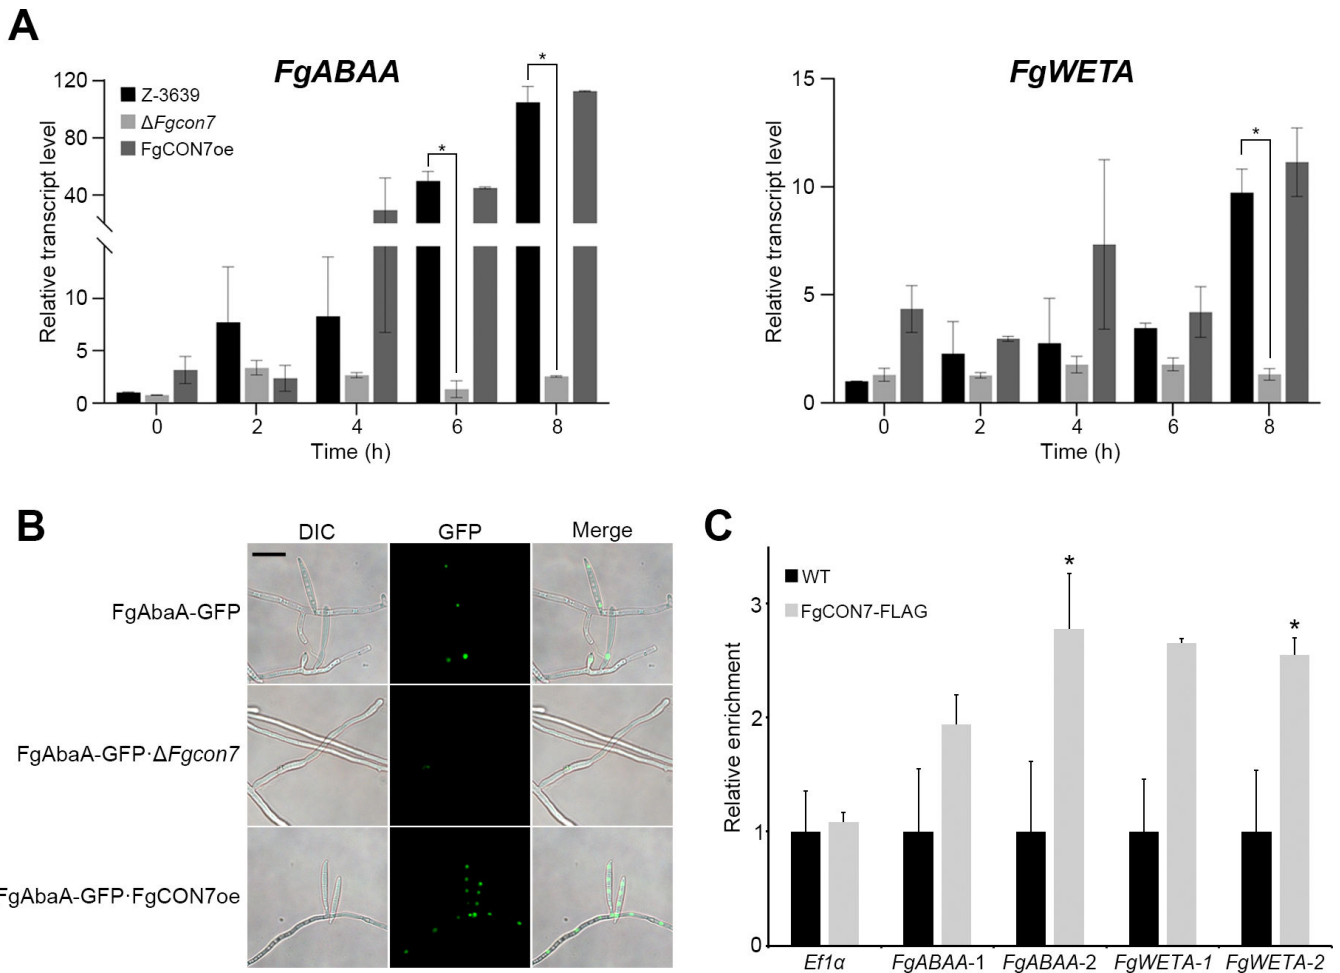 A
FgABAA
Relative transcript level
120
80
40
10
5
0
Z-3639
ΔFgcon7
FgCON7oe
*
*
0 2 4 6 8
Time (h)
FgWETA
Relative transcript level
15
10
5
0
*
0 2 4 6 8
Time (h)
B
DIC GFP Merge
FgAbaA-GFP
FgAbaA-GFP·ΔFgcon7
FgAbaA-GFP·FgCON7oe
C
Relative enrichment
3
2
1
0
WT
FgCON7-FLAG
*
*
Ef1α FgABAA-1 FgABAA-2 FgWETA-1 FgWETA-2